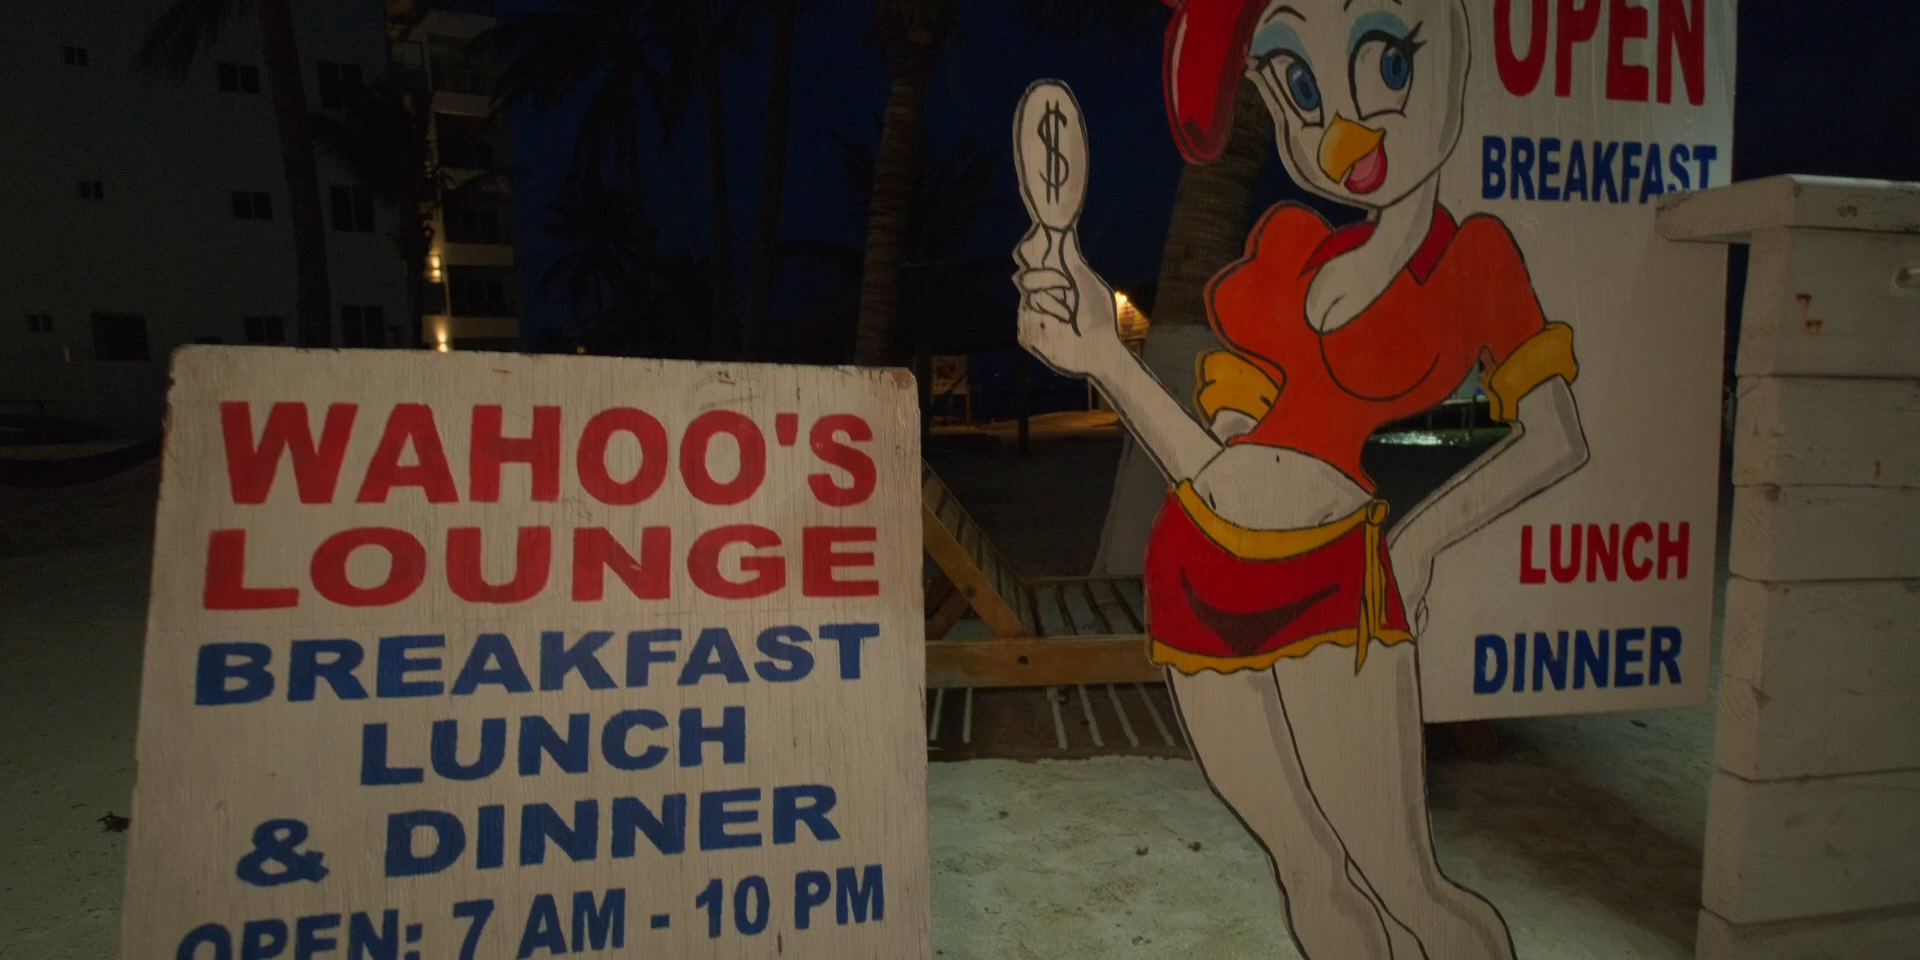 WAHOO'S
LOUNGE
BREAKFAST
LUNCH
& DINNER
OPEN: 7 AM - 10 PM
$
OPEN
BREAKFAST
LUNCH
DINNER